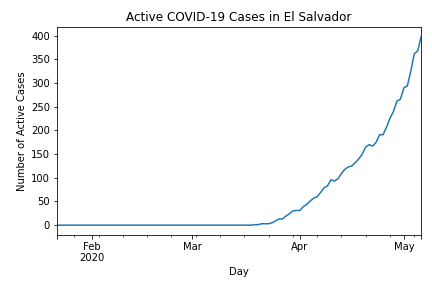 Active COVID-19 Cases in El Salvador
Number of Active Cases
400
350
300
250
200
150
100
50
0
Feb
2020
Mar
Apr
May
Day